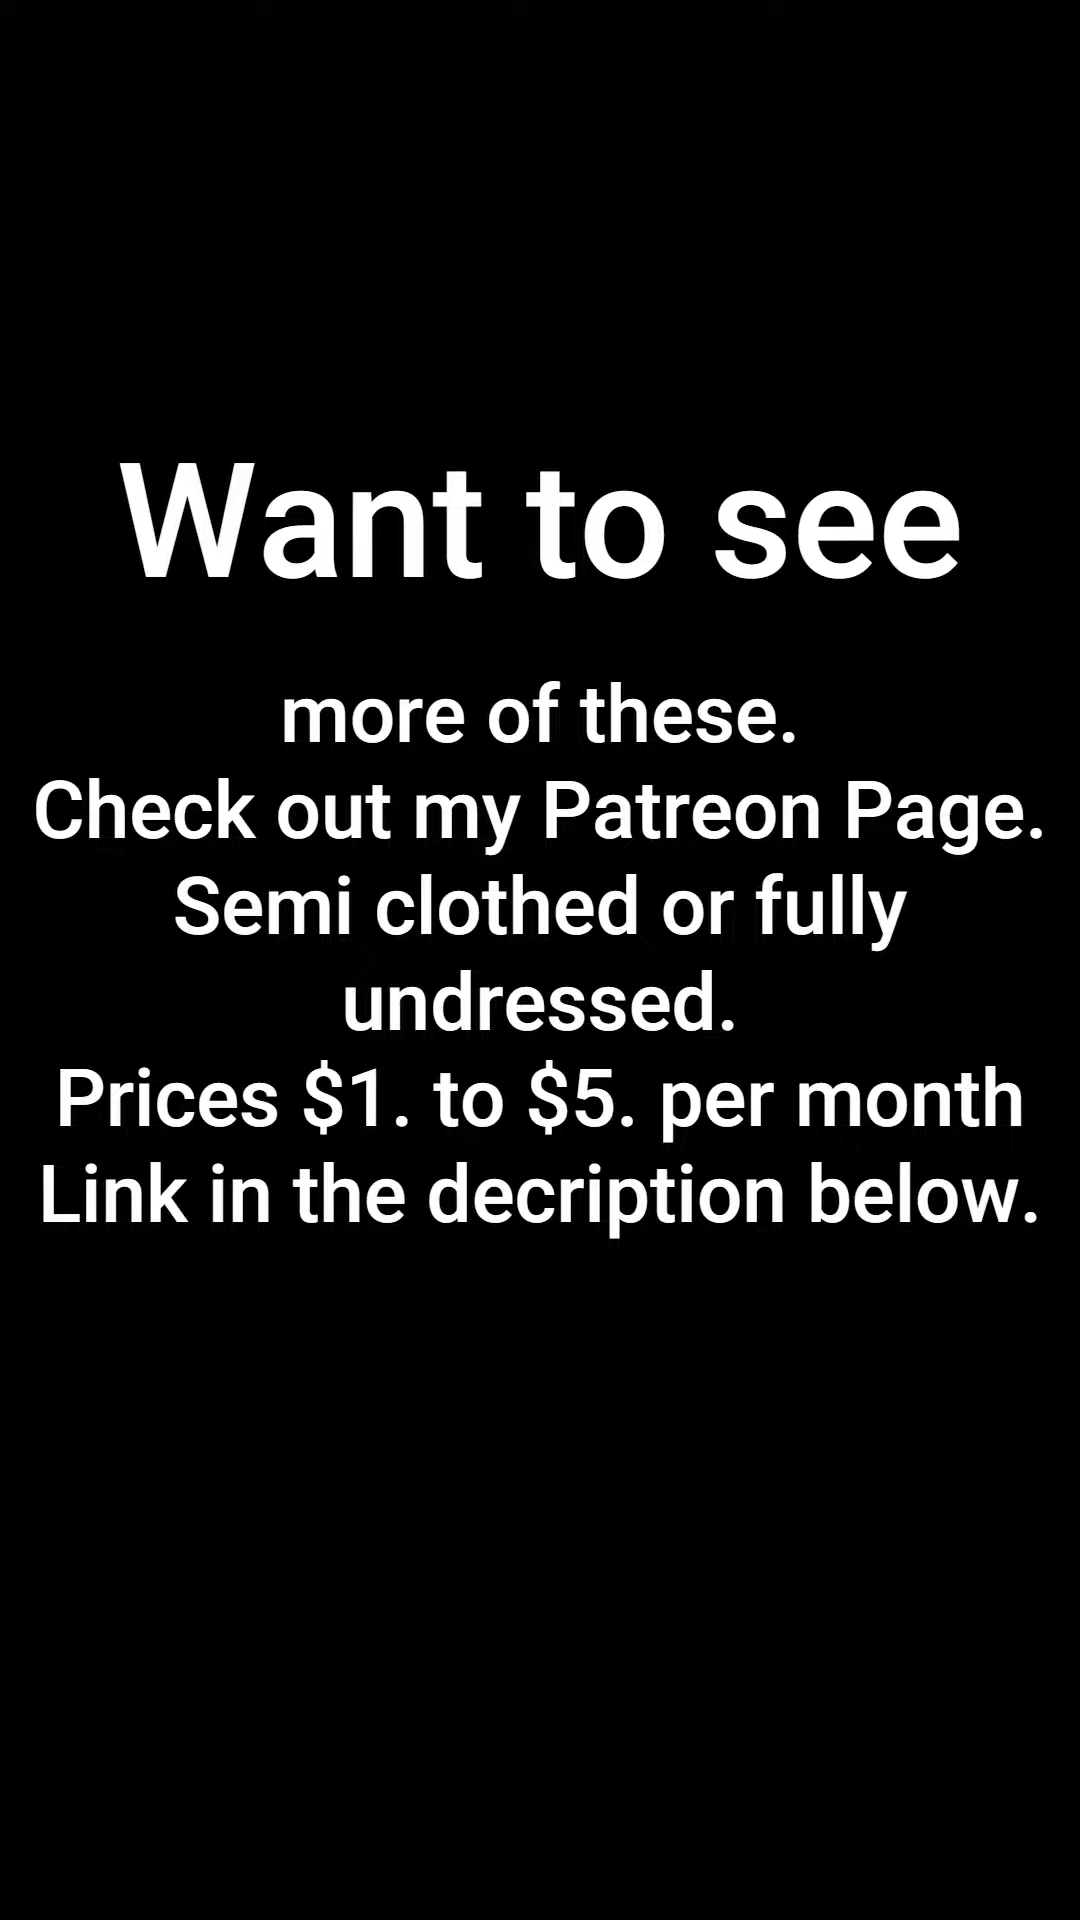 Want to see
more of these.
Check out my Patreon Page.
Semi clothed or fully
undressed.
Prices $1. to $5. per month
Link in the decription below.